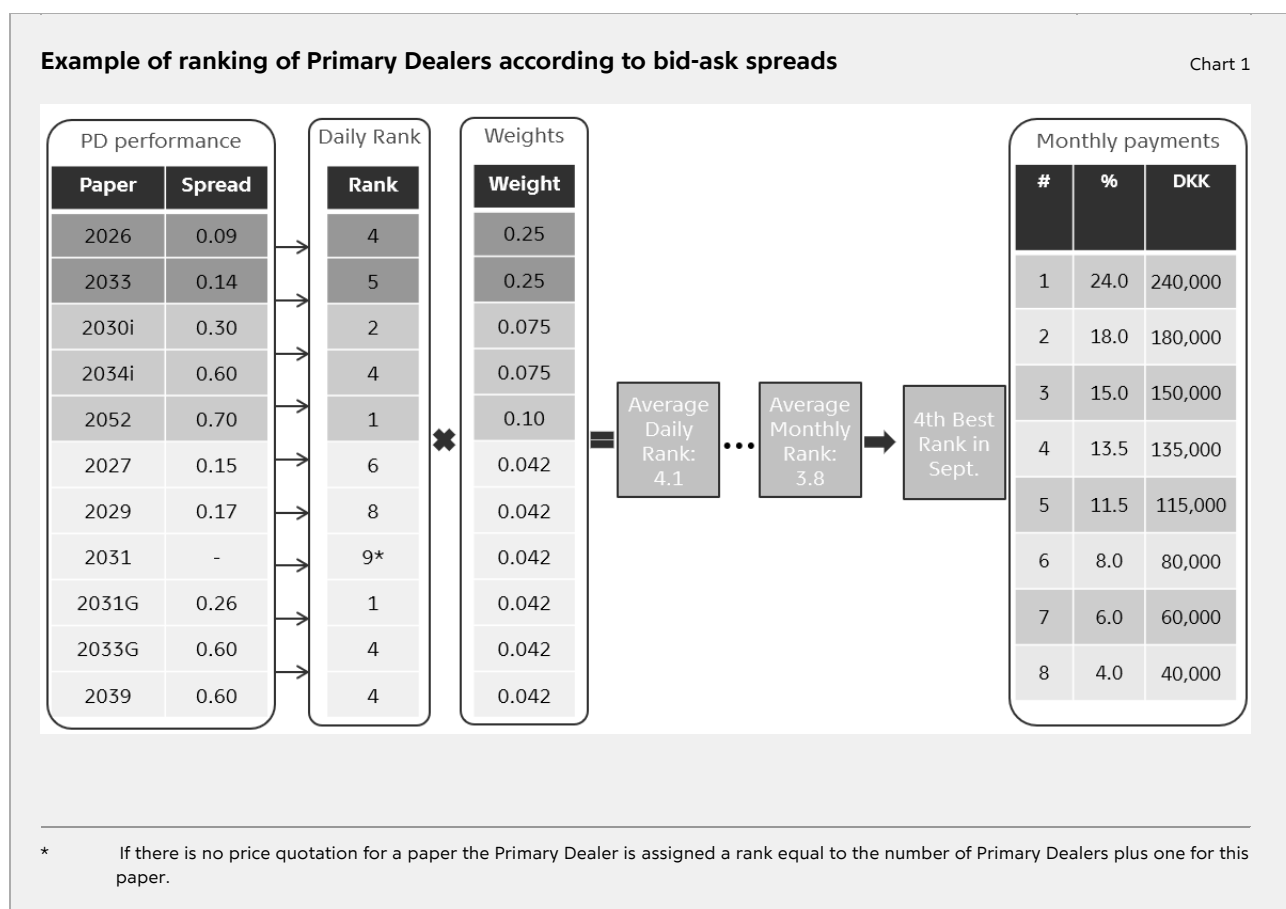 Example of ranking of Primary Dealers according to bid-ask spreads
Chart 1
PD performance
Paper Spread
2026 0.09
2033 0.14
2030i 0.30
2034i 0.60
2052 0.70
2027 0.15
2029 0.17
2031 -
2031G 0.26
2033G 0.60
2039 0.60
Daily Rank
Rank
4
5
2
4
1
6
8
9*
1
4
4
Weights
Weight
0.25
0.25
0.075
0.075
0.10
0.042
0.042
0.042
0.042
0.042
0.042
Average
Daily
Rank:
4.1
...
Average
Monthly
Rank:
3.8
4th Best
Rank in
Sept.
Monthly payments
# % DKK
1 24.0 240,000
2 18.0 180,000
3 15.0 150,000
4 13.5 135,000
5 11.5 115,000
6 8.0 80,000
7 6.0 60,000
8 4.0 40,000
* If there is no price quotation for a paper the Primary Dealer is assigned a rank equal to the number of Primary Dealers plus one for this
paper.